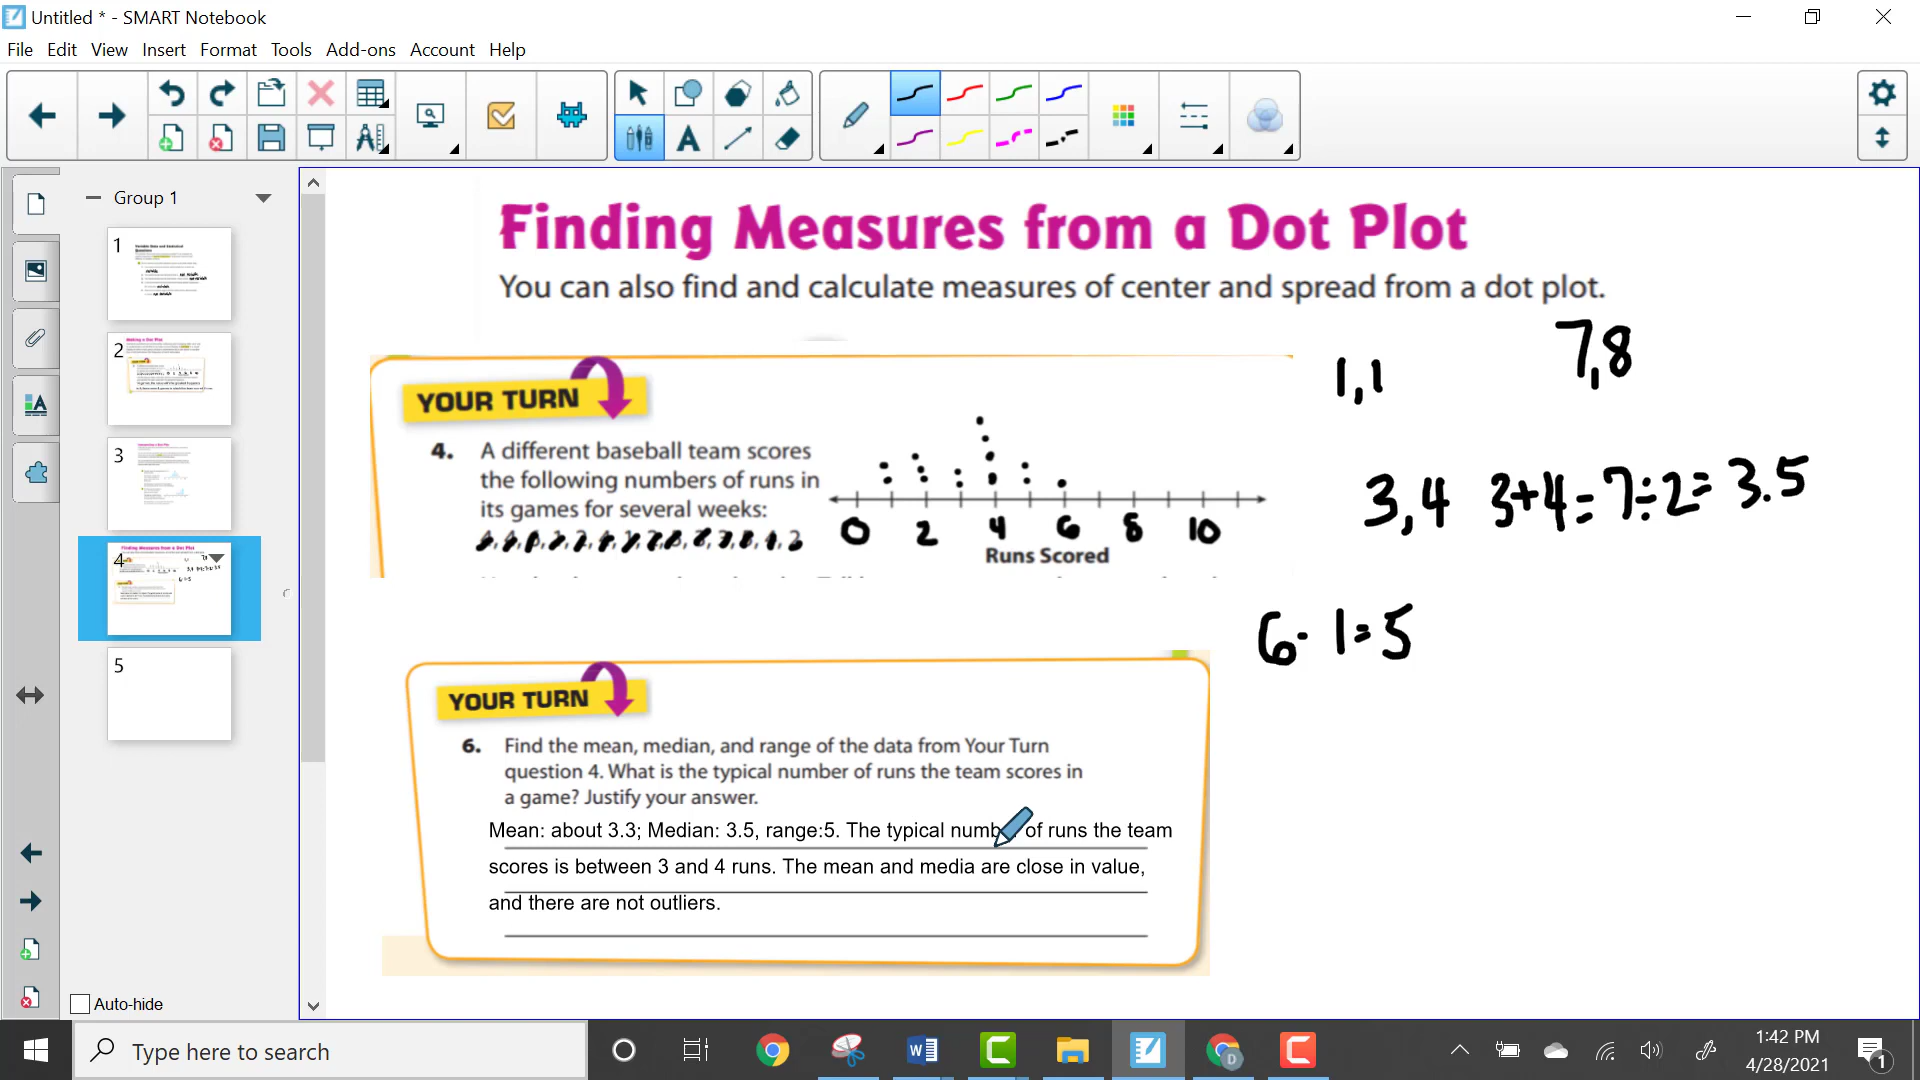 Untitled * - SMART Notebook
File Edit View Insert Format Tools Add-ons Account Help
Group 1
1
2
3
4
5
Auto-hide
Finding Measures from a Dot Plot
You can also find and calculate measures of center and spread from a dot plot.
YOUR TURN
4. A different baseball team scores
the following numbers of runs in
its games for several weeks:
0 2 4 6 8 10
Runs Scored
1,1
7,8
3,4 3+4=7÷2=3.5
6-1=5
YOUR TURN
6. Find the mean, median, and range of the data from Your Turn
question 4. What is the typical number of runs the team scores in
a game? Justify your answer.
Mean: about 3.3; Median: 3.5, range:5. The typical of runs the team
scores is between 3 and 4 runs. The mean and media are close in value,
and there are not outliers.
Type here to search
1:42 PM
4/28/2021
1